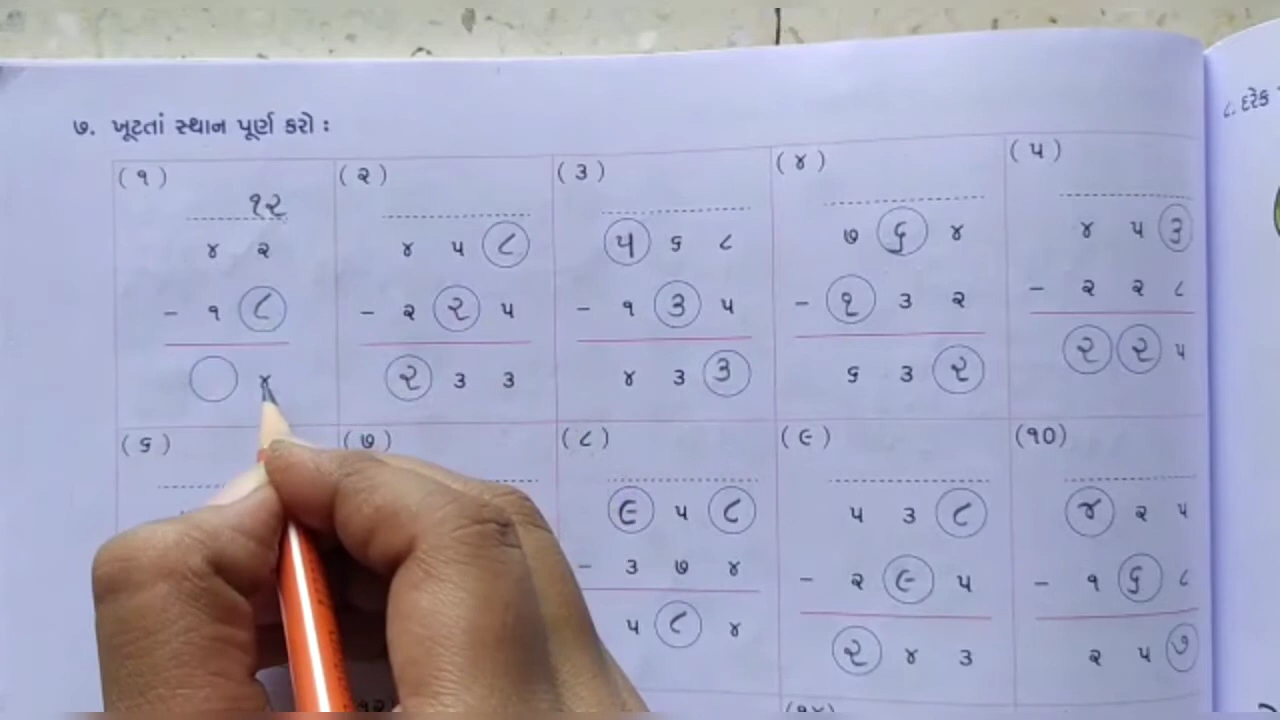 ૭. ખૂટતાં સ્થાન પૂર્ણ કરો :
૮. દરેક
(૧) (૨) (૩) (૪) (૫)
૧૨
૪ ૨ ૪ ૫ ૮ ૫ ૬ ૮ ૭ ૬ ૪ ૪ ૫ ૩
- ૧ ૮ - ૨ ૨ ૫ - ૧ ૩ ૫ - ૧ ૩ ૨ - ૨ ૨ ૮
૪ ૨ ૩ ૩ ૪ ૩ ૩ ૬ ૩ ૨ ૨ ૨ ૫
(૬) (૭) (૮) (૯) (૧૦)
૯ ૫ ૮ ૫ ૩ ૮ ૪ ૨ ૫
- ૩ ૭ ૪ - ૨ ૯ ૫ - ૧ ૬ ૮
૫ ૮ ૪ ૨ ૪ ૩ ૨ ૫ ૭